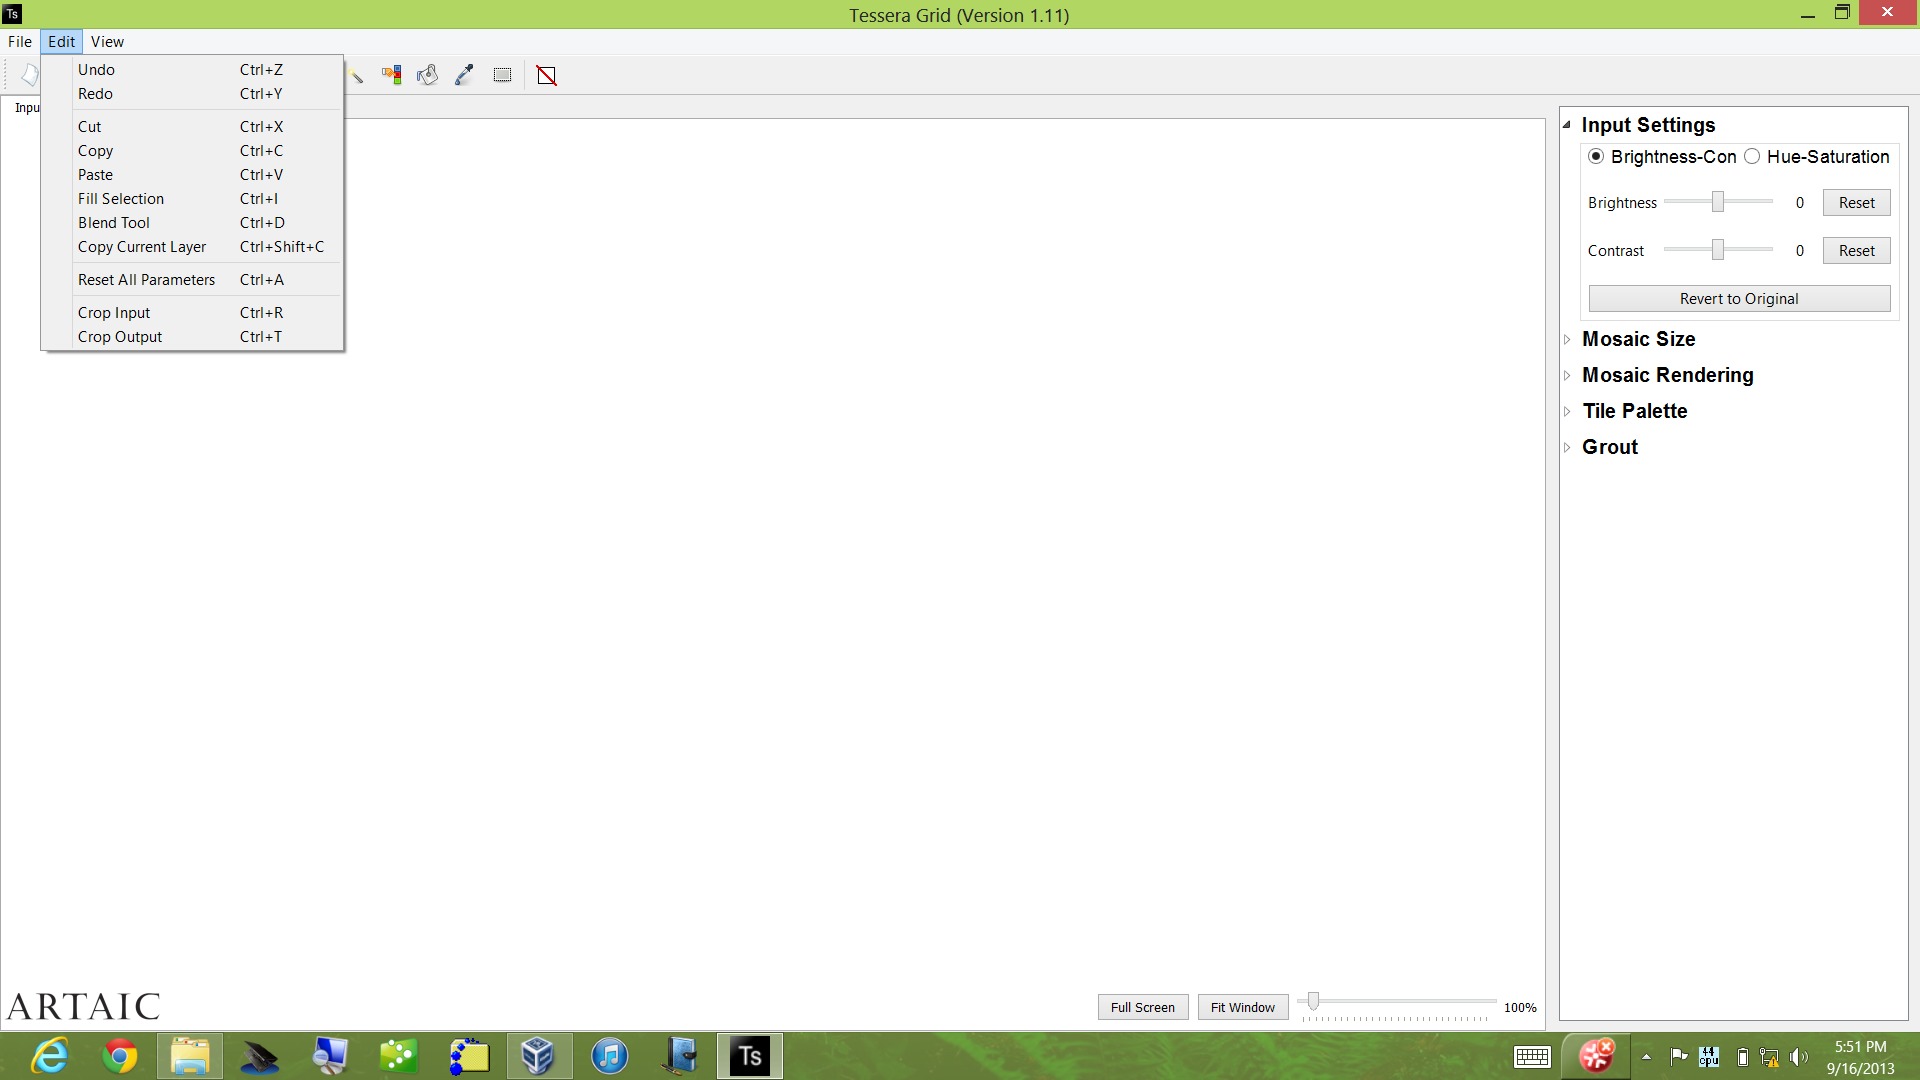 Ts
Tessera Grid (Version 1.11)
File Edit View
Undo Ctrl+Z
Redo Ctrl+Y
Cut Ctrl+X
Copy Ctrl+C
Paste Ctrl+V
Fill Selection Ctrl+I
Blend Tool Ctrl+D
Copy Current Layer Ctrl+Shift+C
Reset All Parameters Ctrl+A
Crop Input Ctrl+R
Crop Output Ctrl+T
Inpu
Input Settings
Brightness-Con Hue-Saturation
Brightness 0 Reset
Contrast 0 Reset
Revert to Original
Mosaic Size
Mosaic Rendering
Tile Palette
Grout
ARTAIC
Full Screen Fit Window 100%
Ts
44
cpu
5:51 PM
9/16/2013